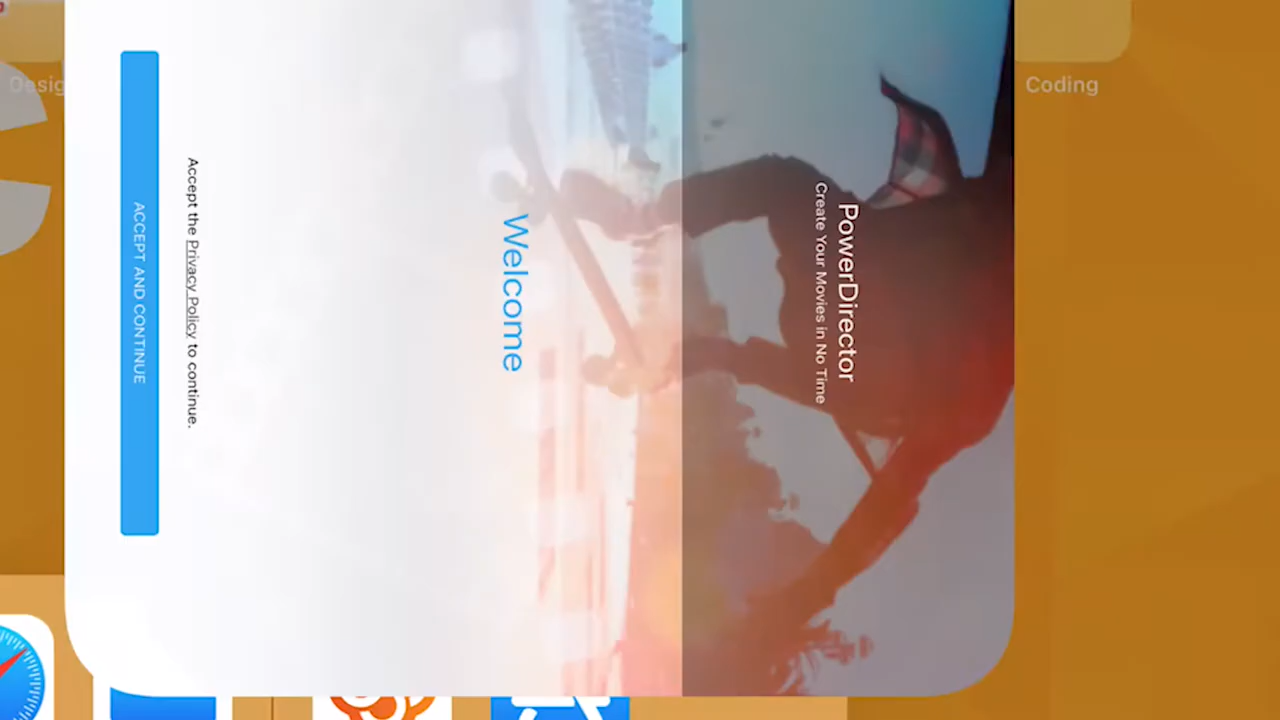 PowerDirector
Create Your Movies in No Time
Welcome
Accept the Privacy Policy to continue.
ACCEPT AND CONTINUE
Coding